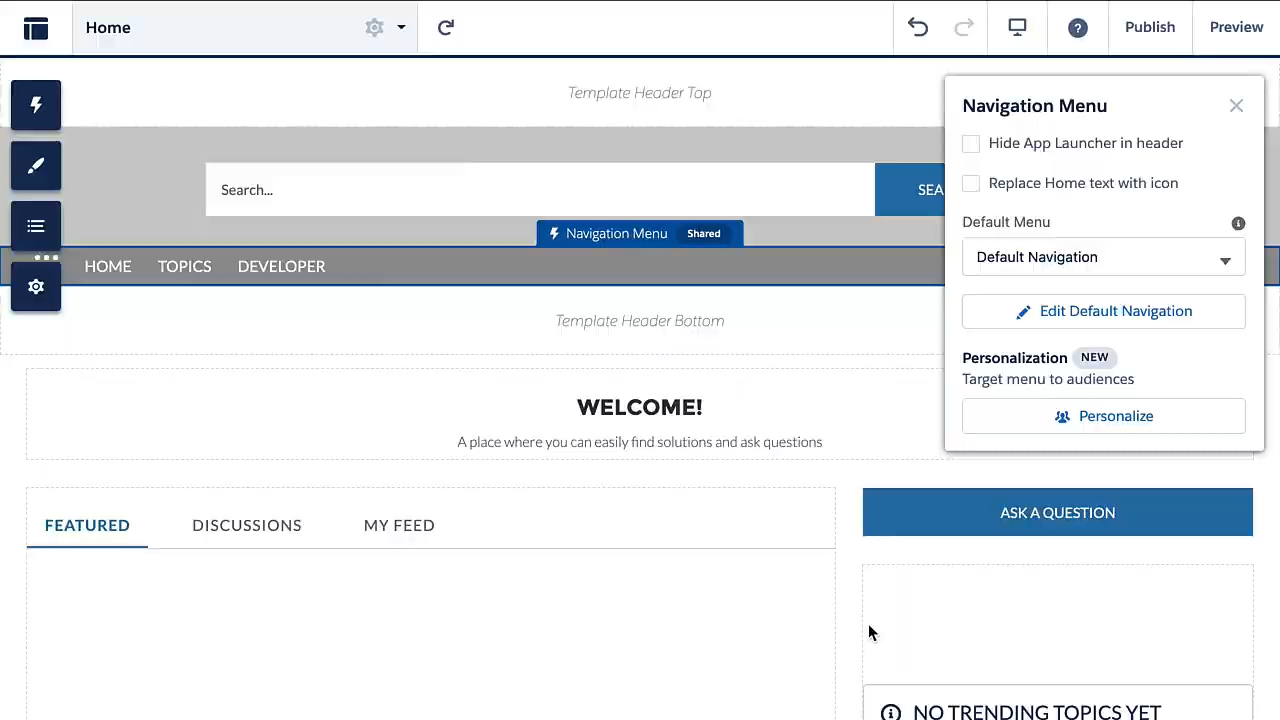 Home
Publish
Preview
Template Header Top
Search...
SEA
Navigation Menu Shared
HOME TOPICS DEVELOPER
Template Header Bottom
WELCOME!
A place where you can easily find solutions and ask questions
FEATURED DISCUSSIONS MY FEED
ASK A QUESTION
NO TRENDING TOPICS YET
Navigation Menu
Hide App Launcher in header
Replace Home text with icon
Default Menu
Default Navigation
Edit Default Navigation
Personalization NEW
Target menu to audiences
Personalize